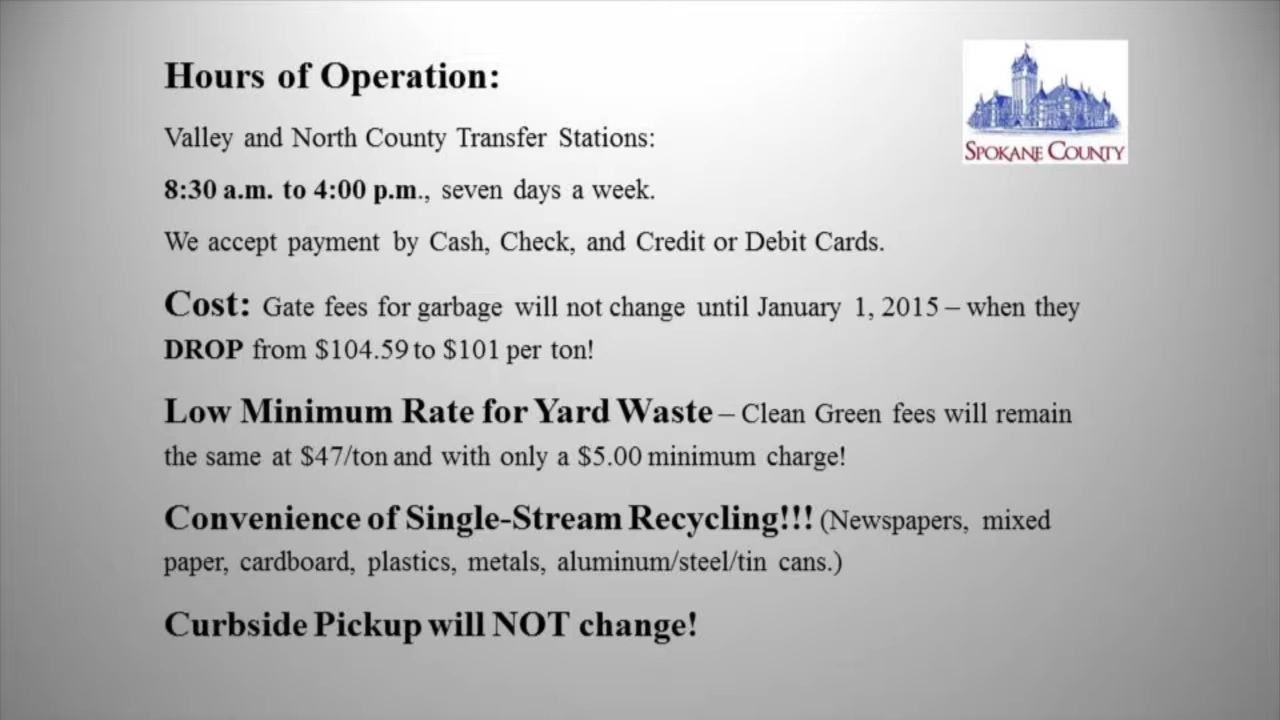 Hours of Operation:
SPOKANE COUNTY
Valley and North County Transfer Stations:
8:30 a.m. to 4:00 p.m., seven days a week.
We accept payment by Cash, Check, and Credit or Debit Cards.
Cost: Gate fees for garbage will not change until January 1, 2015 – when they
DROP from $104.59 to $101 per ton!
Low Minimum Rate for Yard Waste – Clean Green fees will remain
the same at $47/ton and with only a $5.00 minimum charge!
Convenience of Single-Stream Recycling!!! (Newspapers, mixed
paper, cardboard, plastics, metals, aluminum/steel/tin cans.)
Curbside Pickup will NOT change!